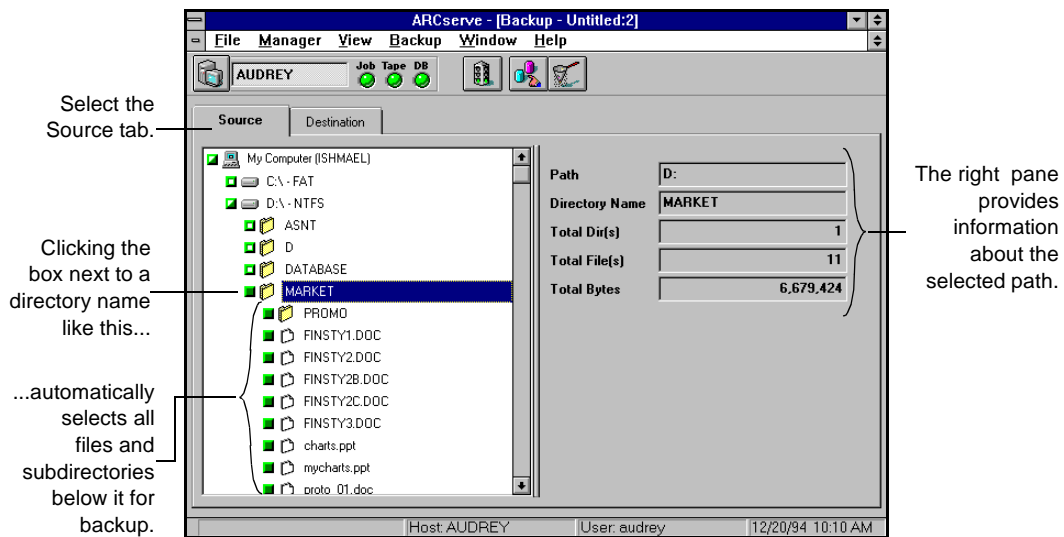 ARCserve - [Backup - Untitled:2]
File Manager View Backup Window Help
AUDREY
Job Tape DB
Select the
Source tab.
Source Destination
My Computer (ISHMAEL)
C:\ - FAT
D:\ - NTFS
ASNT
D
DATABASE
MARKET
PROMO
FINSTY1.DOC
FINSTY2.DOC
FINSTY2B.DOC
FINSTY2C.DOC
FINSTY3.DOC
charts.ppt
mycharts.ppt
proto_01.doc
Path D:
Directory Name MARKET
Total Dir(s) 1
Total File(s) 11
Total Bytes 6,679,424
The right pane
provides
information
about the
selected path.
Clicking the
box next to a
directory name
like this...
...automatically
selects all
files and
subdirectories
below it for
backup.
Host: AUDREY User: audrey 12/20/94 10:10 AM